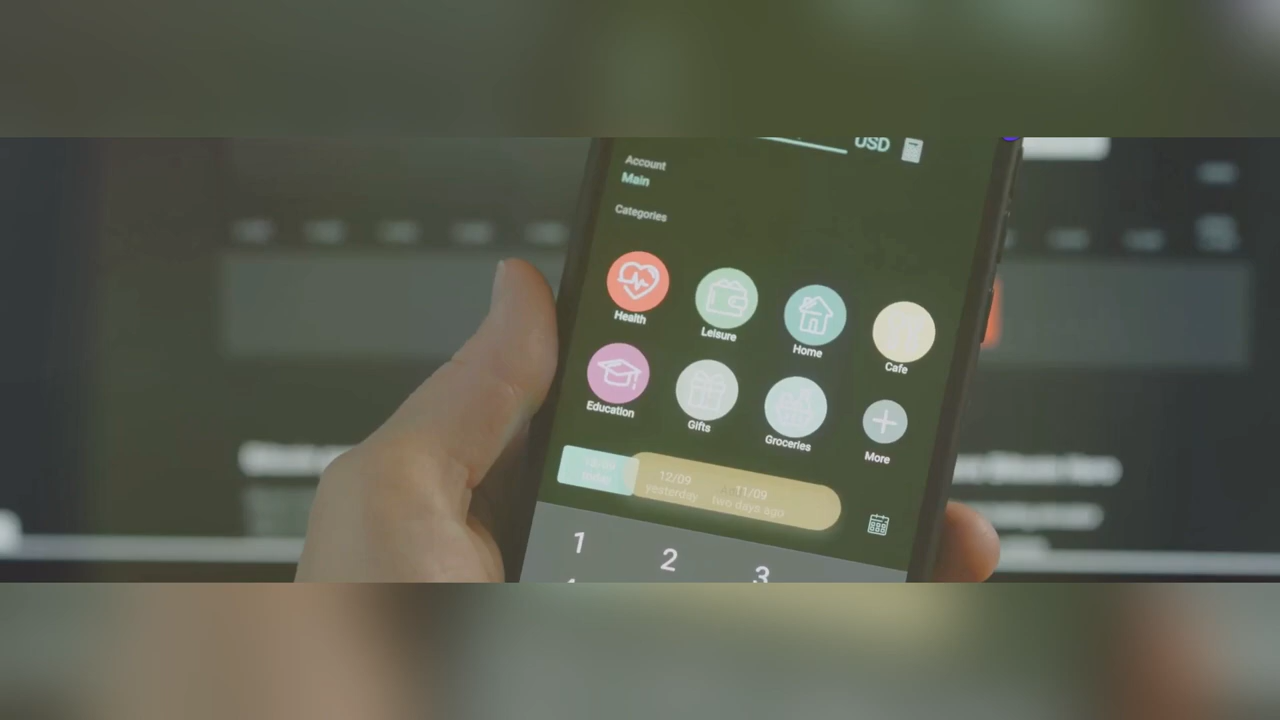 USD
Account
Main
Categories
Health
Leisure
Home
Cafe
Education
Gifts
Groceries
More
12/09
yesterday
11/09
two days ago
1
2
3